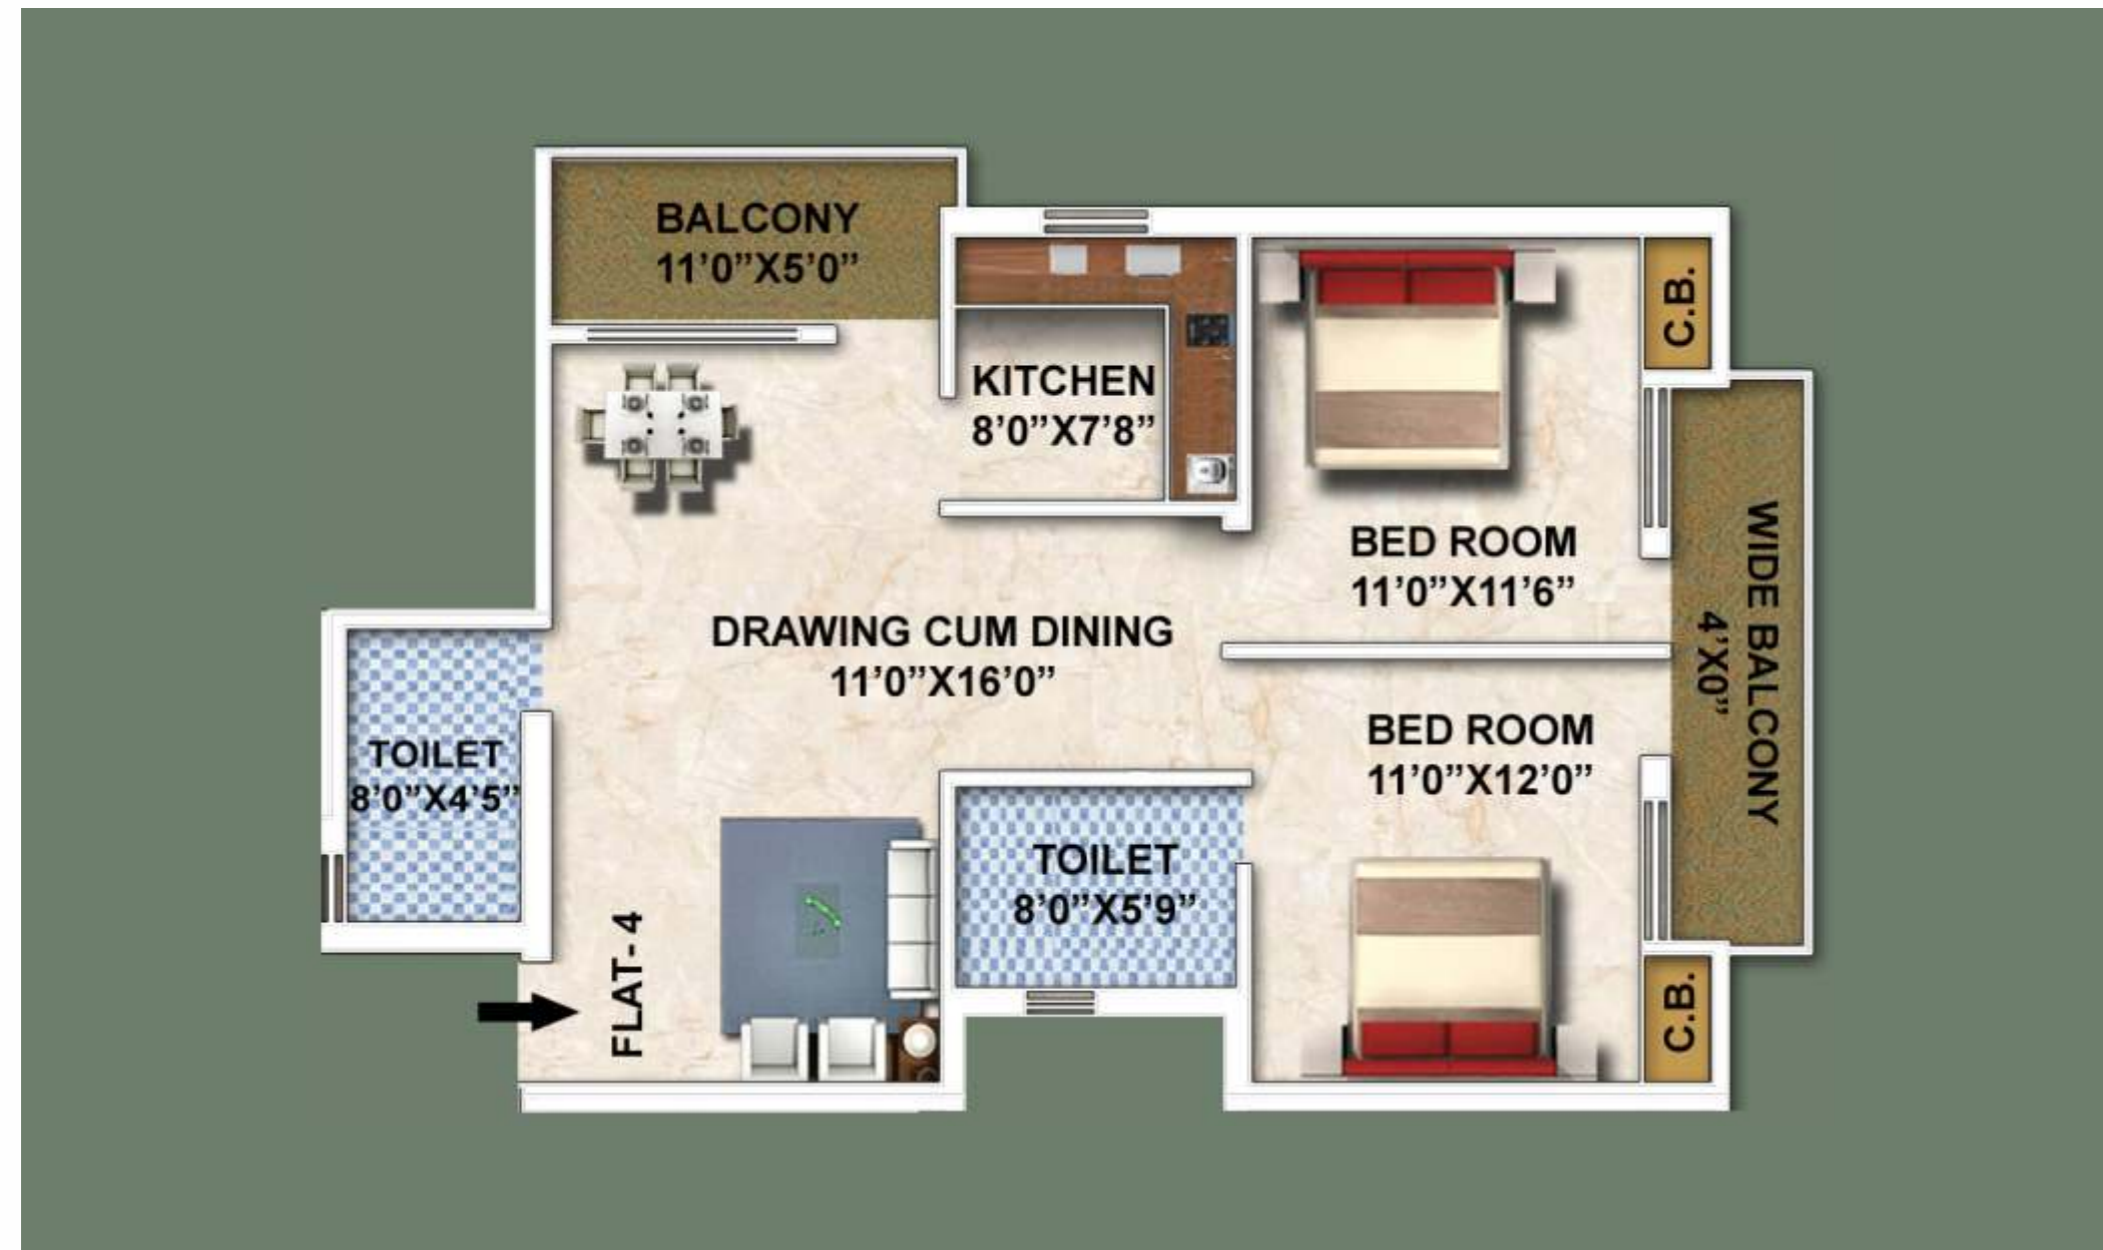 BALCONY
11’0”X5’0”
KITCHEN
8’0”X7’8”
C.B.
BED ROOM
11’0”X11’6”
WIDE BALCONY
4’X0”
DRAWING CUM DINING
11’0”X16’0”
TOILET
8’0”X4’5”
BED ROOM
11’0”X12’0”
TOILET
8’0”X5’9”
FLAT-4
C.B.